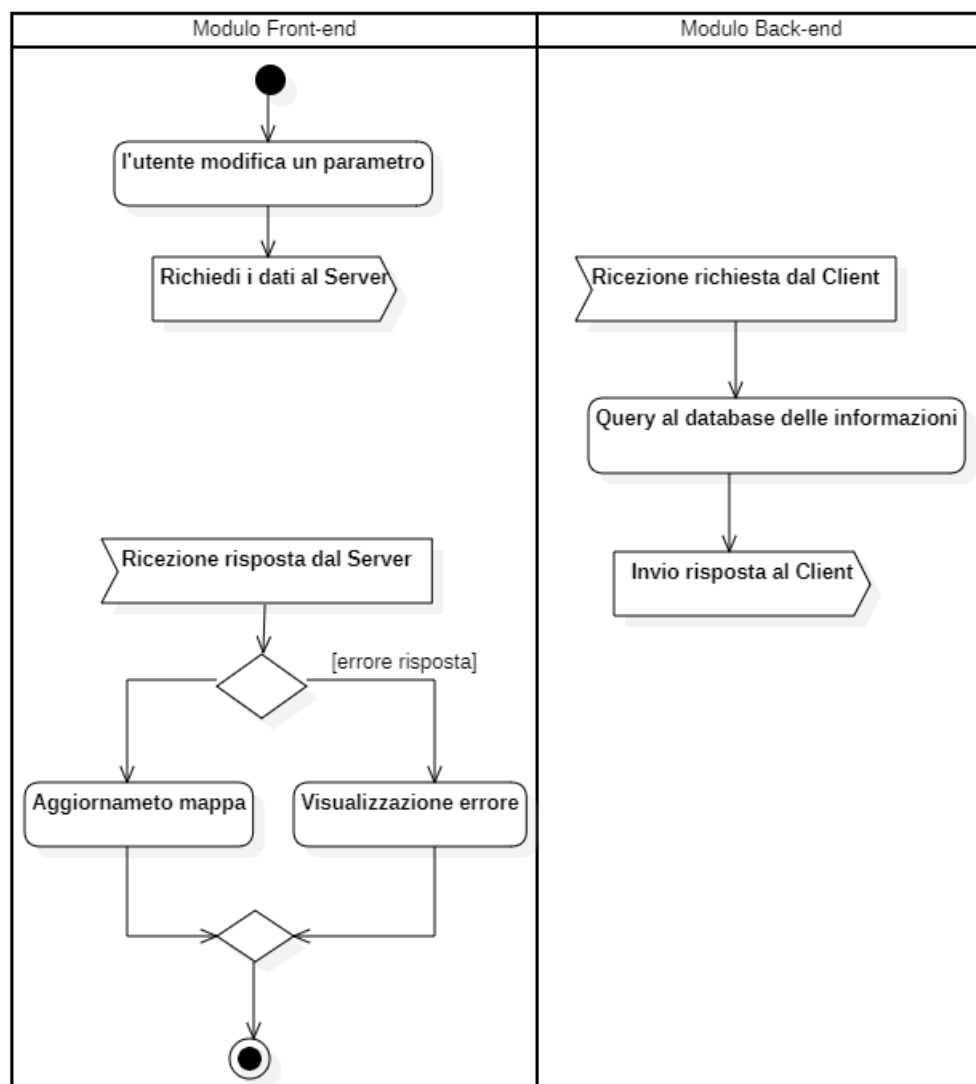 Modulo Front-end
Modulo Back-end
l'utente modifica un parametro
Richiedi i dati al Server
Ricezione richiesta dal Client
Query al database delle informazioni
Ricezione risposta dal Server
Invio risposta al Client
[errore risposta]
Aggiornameto mappa
Visualizzazione errore